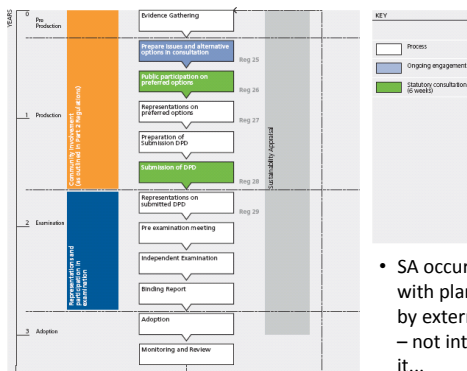 YEARS
0
Pre
Production
Evidence Gathering
Prepare issues and alternative
options in consultation
Reg 25
Public participation on
preferred options
Reg 26
1
Production
Community involvement
(as outlined in Part 2 Regulations)
Representations on
preferred options
Reg 27
Preparation of
Submission DPD
Submission of DPD
Reg 28
Sustainability Appraisal
Representations on
submitted DPD
Reg 29
2
Examination
Representations and
participation in
examination
Pre examination meeting
Independent Examination
Binding Report
3
Adoption
Adoption
Monitoring and Review
KEY
Process
Ongoing engagement
Statutory consultation
(6 weeks)
• SA occur
with plan
by extern
– not int
it...